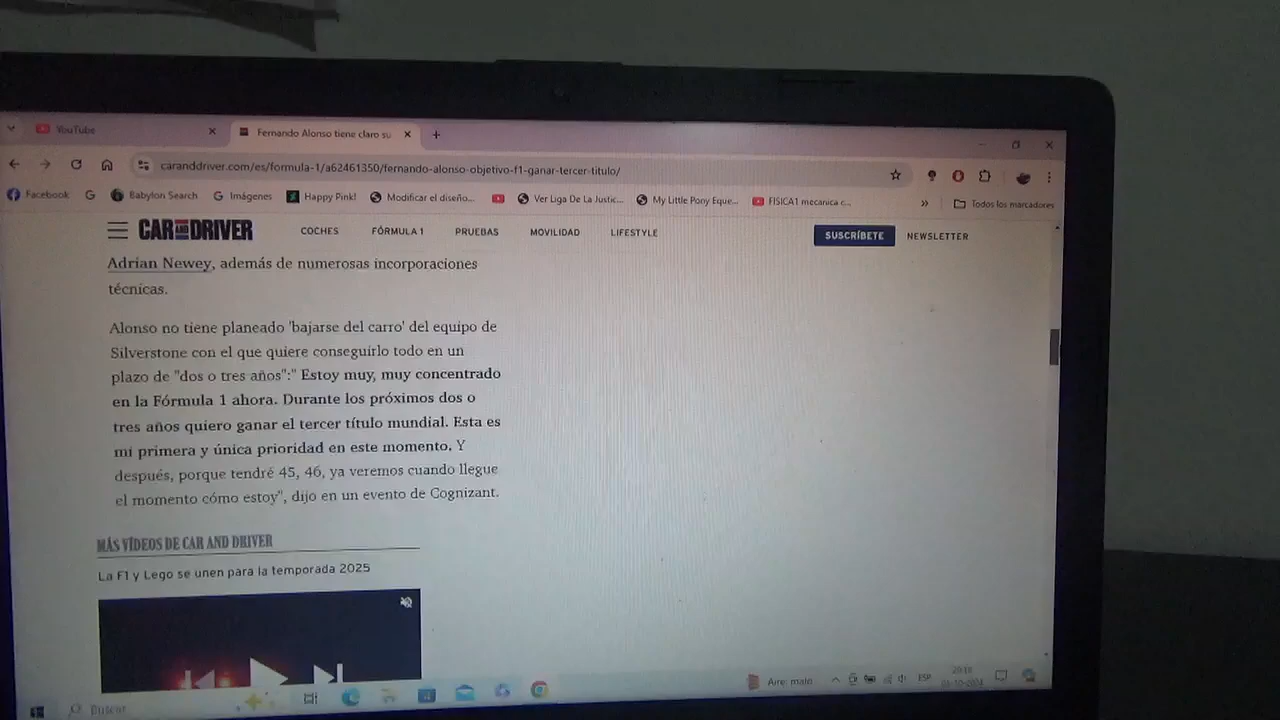 YouTube
Fernando Alonso tiene claro su
caranddriver.com/es/formula-1/a62461350/fernando-alonso-objetivo-f1-ganar-tercer-titulo/
Facebook
Babylon Search
Imágenes
Happy Pink!
Modificar el diseño...
Ver Liga De La Justic...
My Little Pony Eque...
FISICA1 mecanica c...
Todos los marcadores
CAR AND DRIVER
COCHES
FÓRMULA 1
PRUEBAS
MOVILIDAD
LIFESTYLE
SUSCRÍBETE
NEWSLETTER
Adrian Newey, además de numerosas incorporaciones
técnicas.
Alonso no tiene planeado 'bajarse del carro' del equipo de
Silverstone con el que quiere conseguirlo todo en un
plazo de "dos o tres años":" Estoy muy, muy concentrado
en la Fórmula 1 ahora. Durante los próximos dos o
tres años quiero ganar el tercer título mundial. Esta es
mi primera y única prioridad en este momento. Y
después, porque tendré 45, 46, ya veremos cuando llegue
el momento cómo estoy", dijo en un evento de Cognizant.
MÁS VÍDEOS DE CAR AND DRIVER
La F1 y Lego se unen para la temporada 2025
Buscar
Aire: malo
ESP